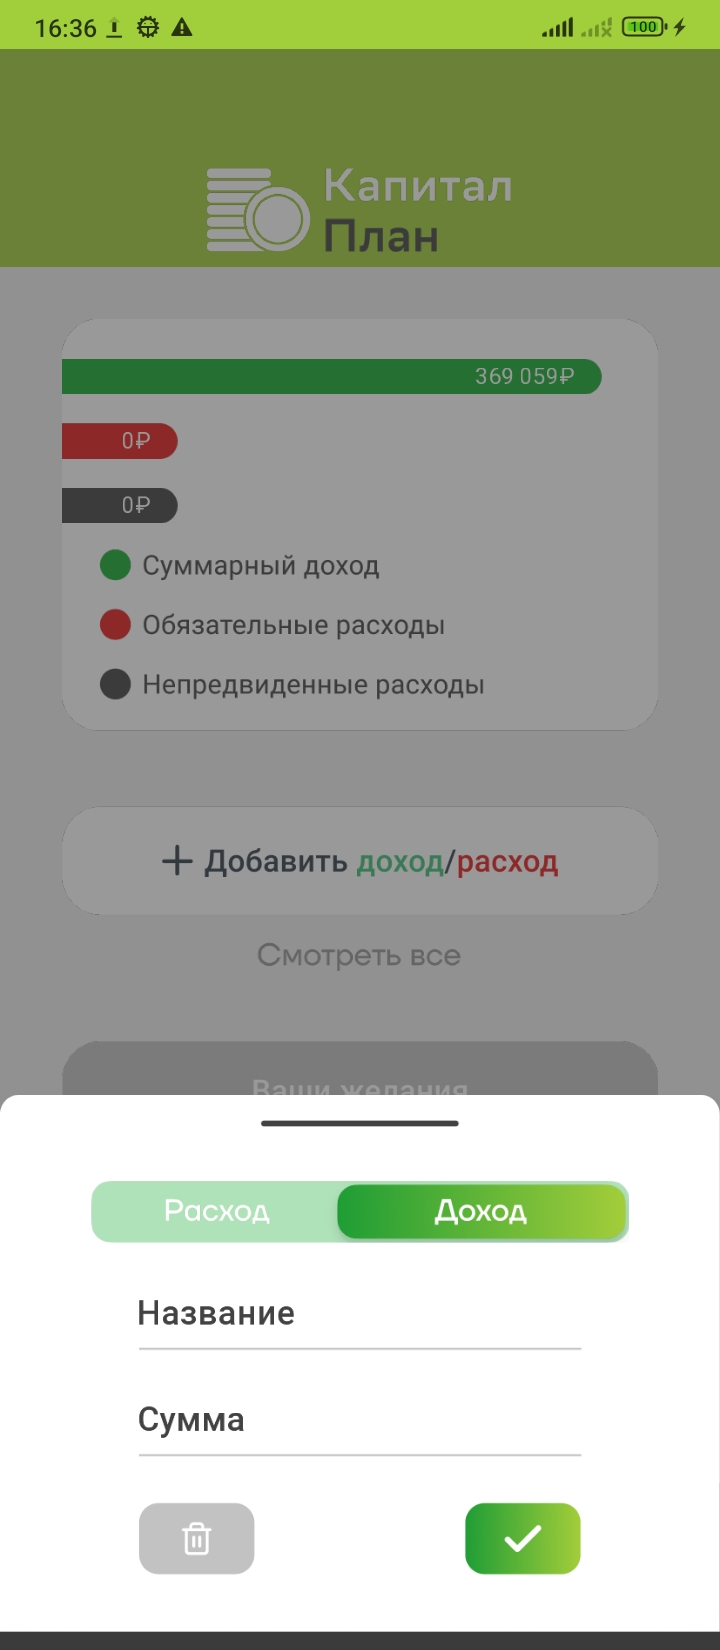 16:36 100
Капитал
План
369 059₽
0₽
0₽
Суммарный доход
Обязательные расходы
Непредвиденные расходы
Добавить доход/расход
Смотреть все
Ваши желания
Расход Доход
Название
Сумма